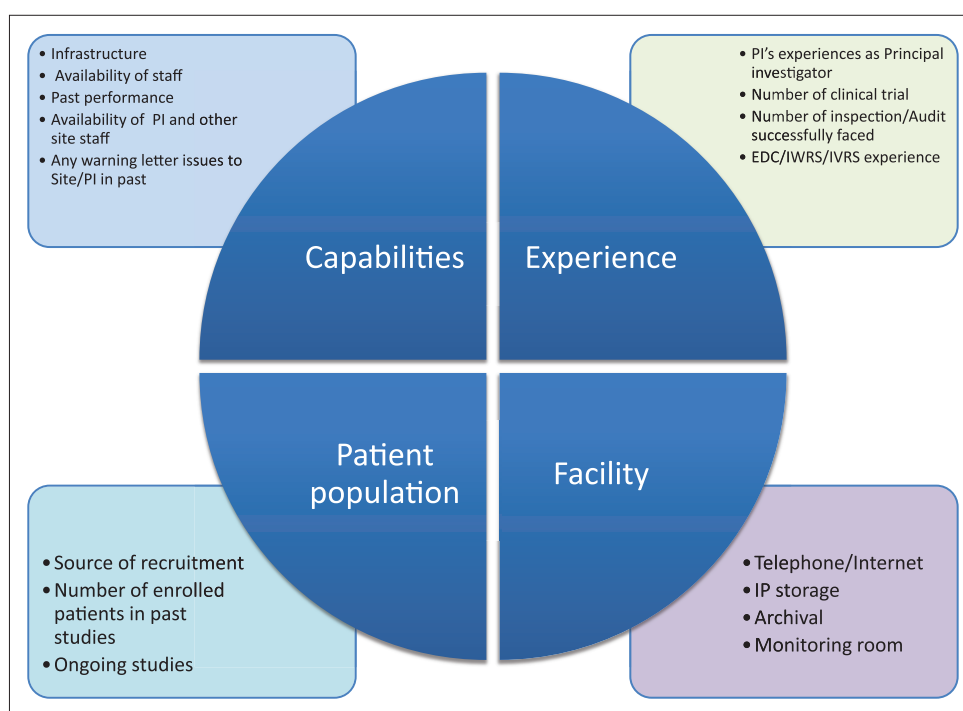 • Infrastructure
• Availability of staff
• Past performance
• Availability of PI and other
site staff
• Any warning letter issues to
Site/PI in past
• PI's experiences as Principal
investigator
• Number of clinical trial
• Number of inspection/Audit
successfully faced
• EDC/IWRS/IVRS experience
Capabilities
Experience
Patient
population
Facility
• Source of recruitment
• Number of enrolled
patients in past
studies
• Ongoing studies
• Telephone/Internet
• IP storage
• Archival
• Monitoring room